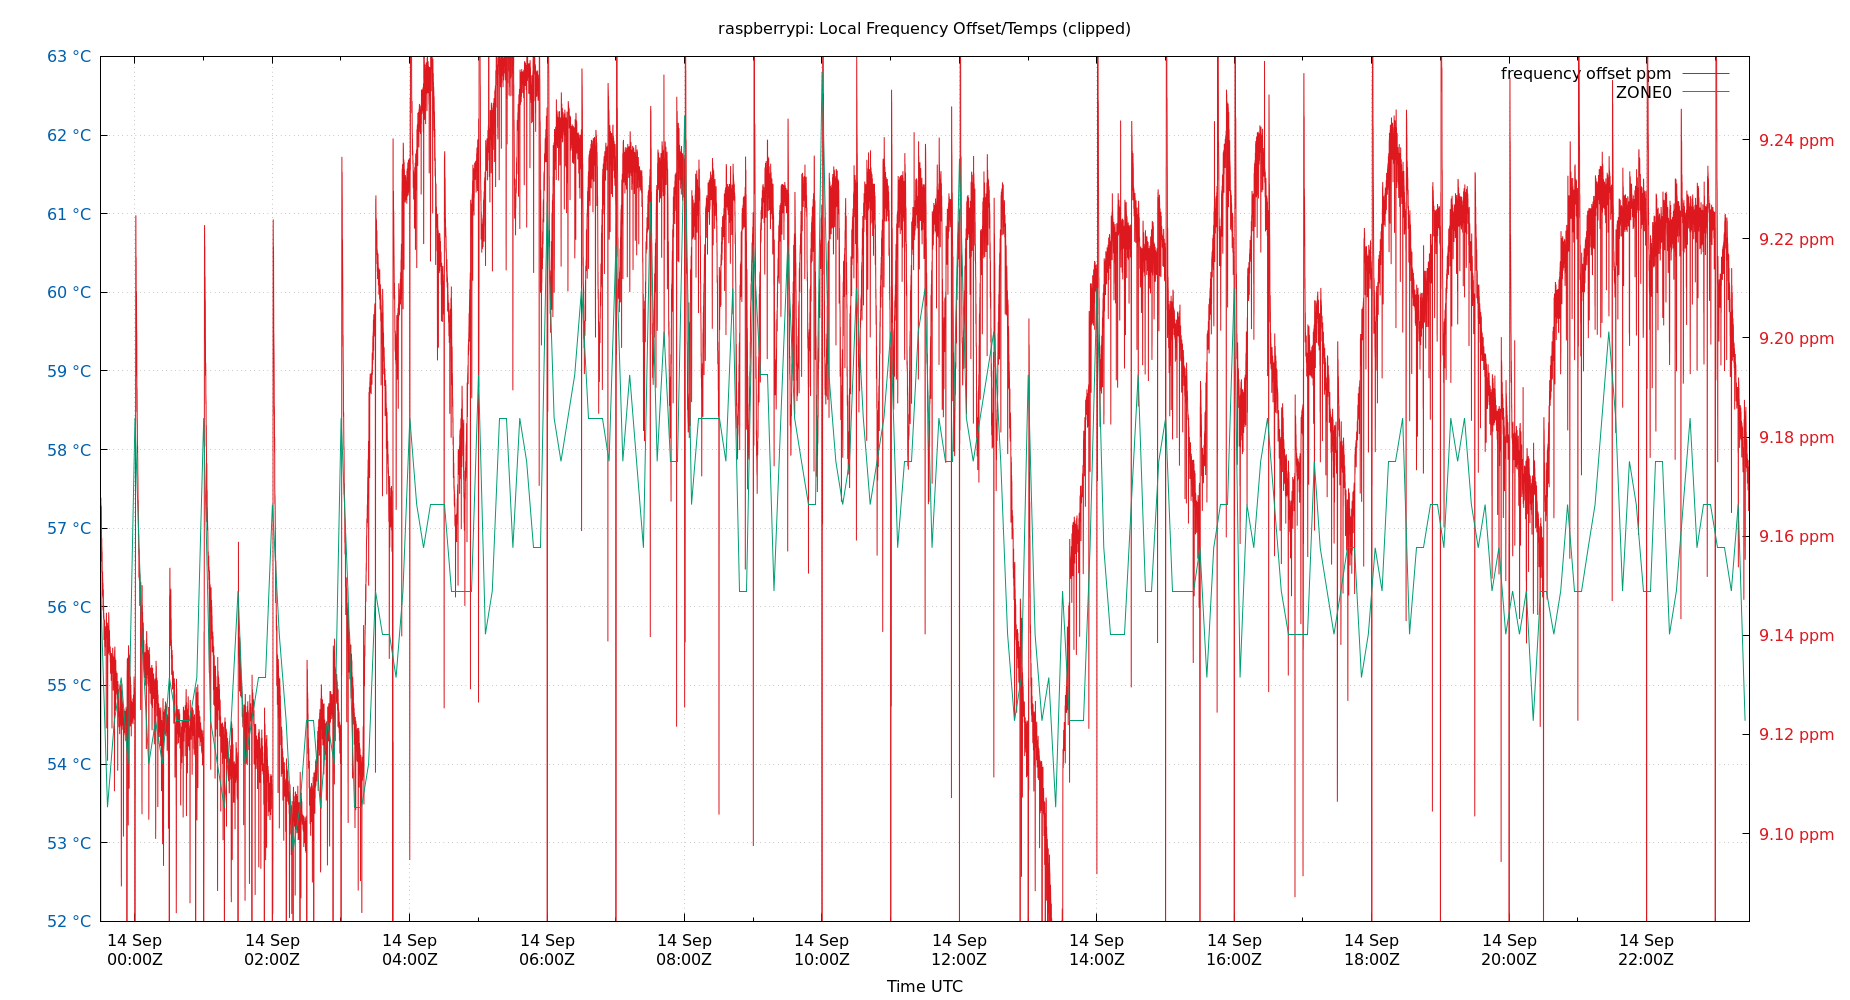 raspberrypi: Local Frequency Offset/Temps (clipped)
frequency offset ppm
ZONE0
63 °C
62 °C
61 °C
60 °C
59 °C
58 °C
57 °C
56 °C
55 °C
54 °C
53 °C
52 °C
9.24 ppm
9.22 ppm
9.20 ppm
9.18 ppm
9.16 ppm
9.14 ppm
9.12 ppm
9.10 ppm
14 Sep 14 Sep 14 Sep 14 Sep 14 Sep 14 Sep 14 Sep 14 Sep 14 Sep 14 Sep 14 Sep 14 Sep
00:00Z 02:00Z 04:00Z 06:00Z 08:00Z 10:00Z 12:00Z 14:00Z 16:00Z 18:00Z 20:00Z 22:00Z
Time UTC